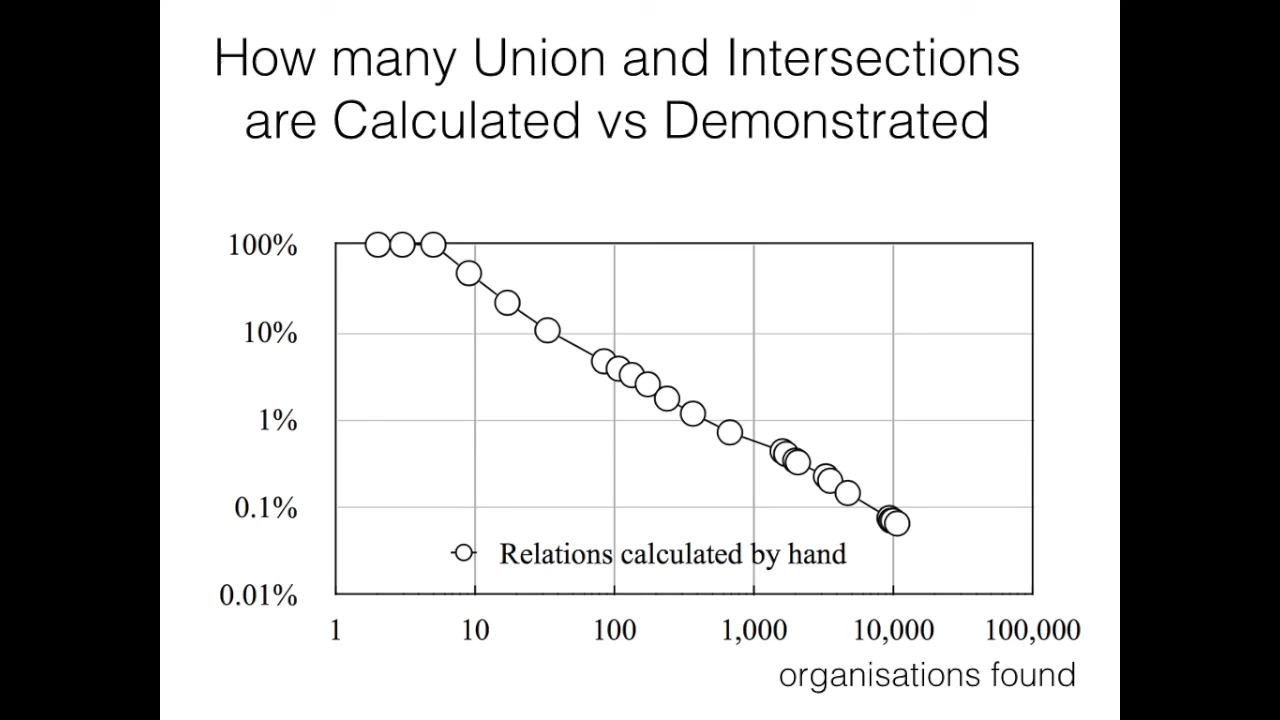 How many Union and Intersections
are Calculated vs Demonstrated
100%
10%
1%
0.1%
Relations calculated by hand
0.01%
1 10 100 1,000 10,000 100,000
organisations found